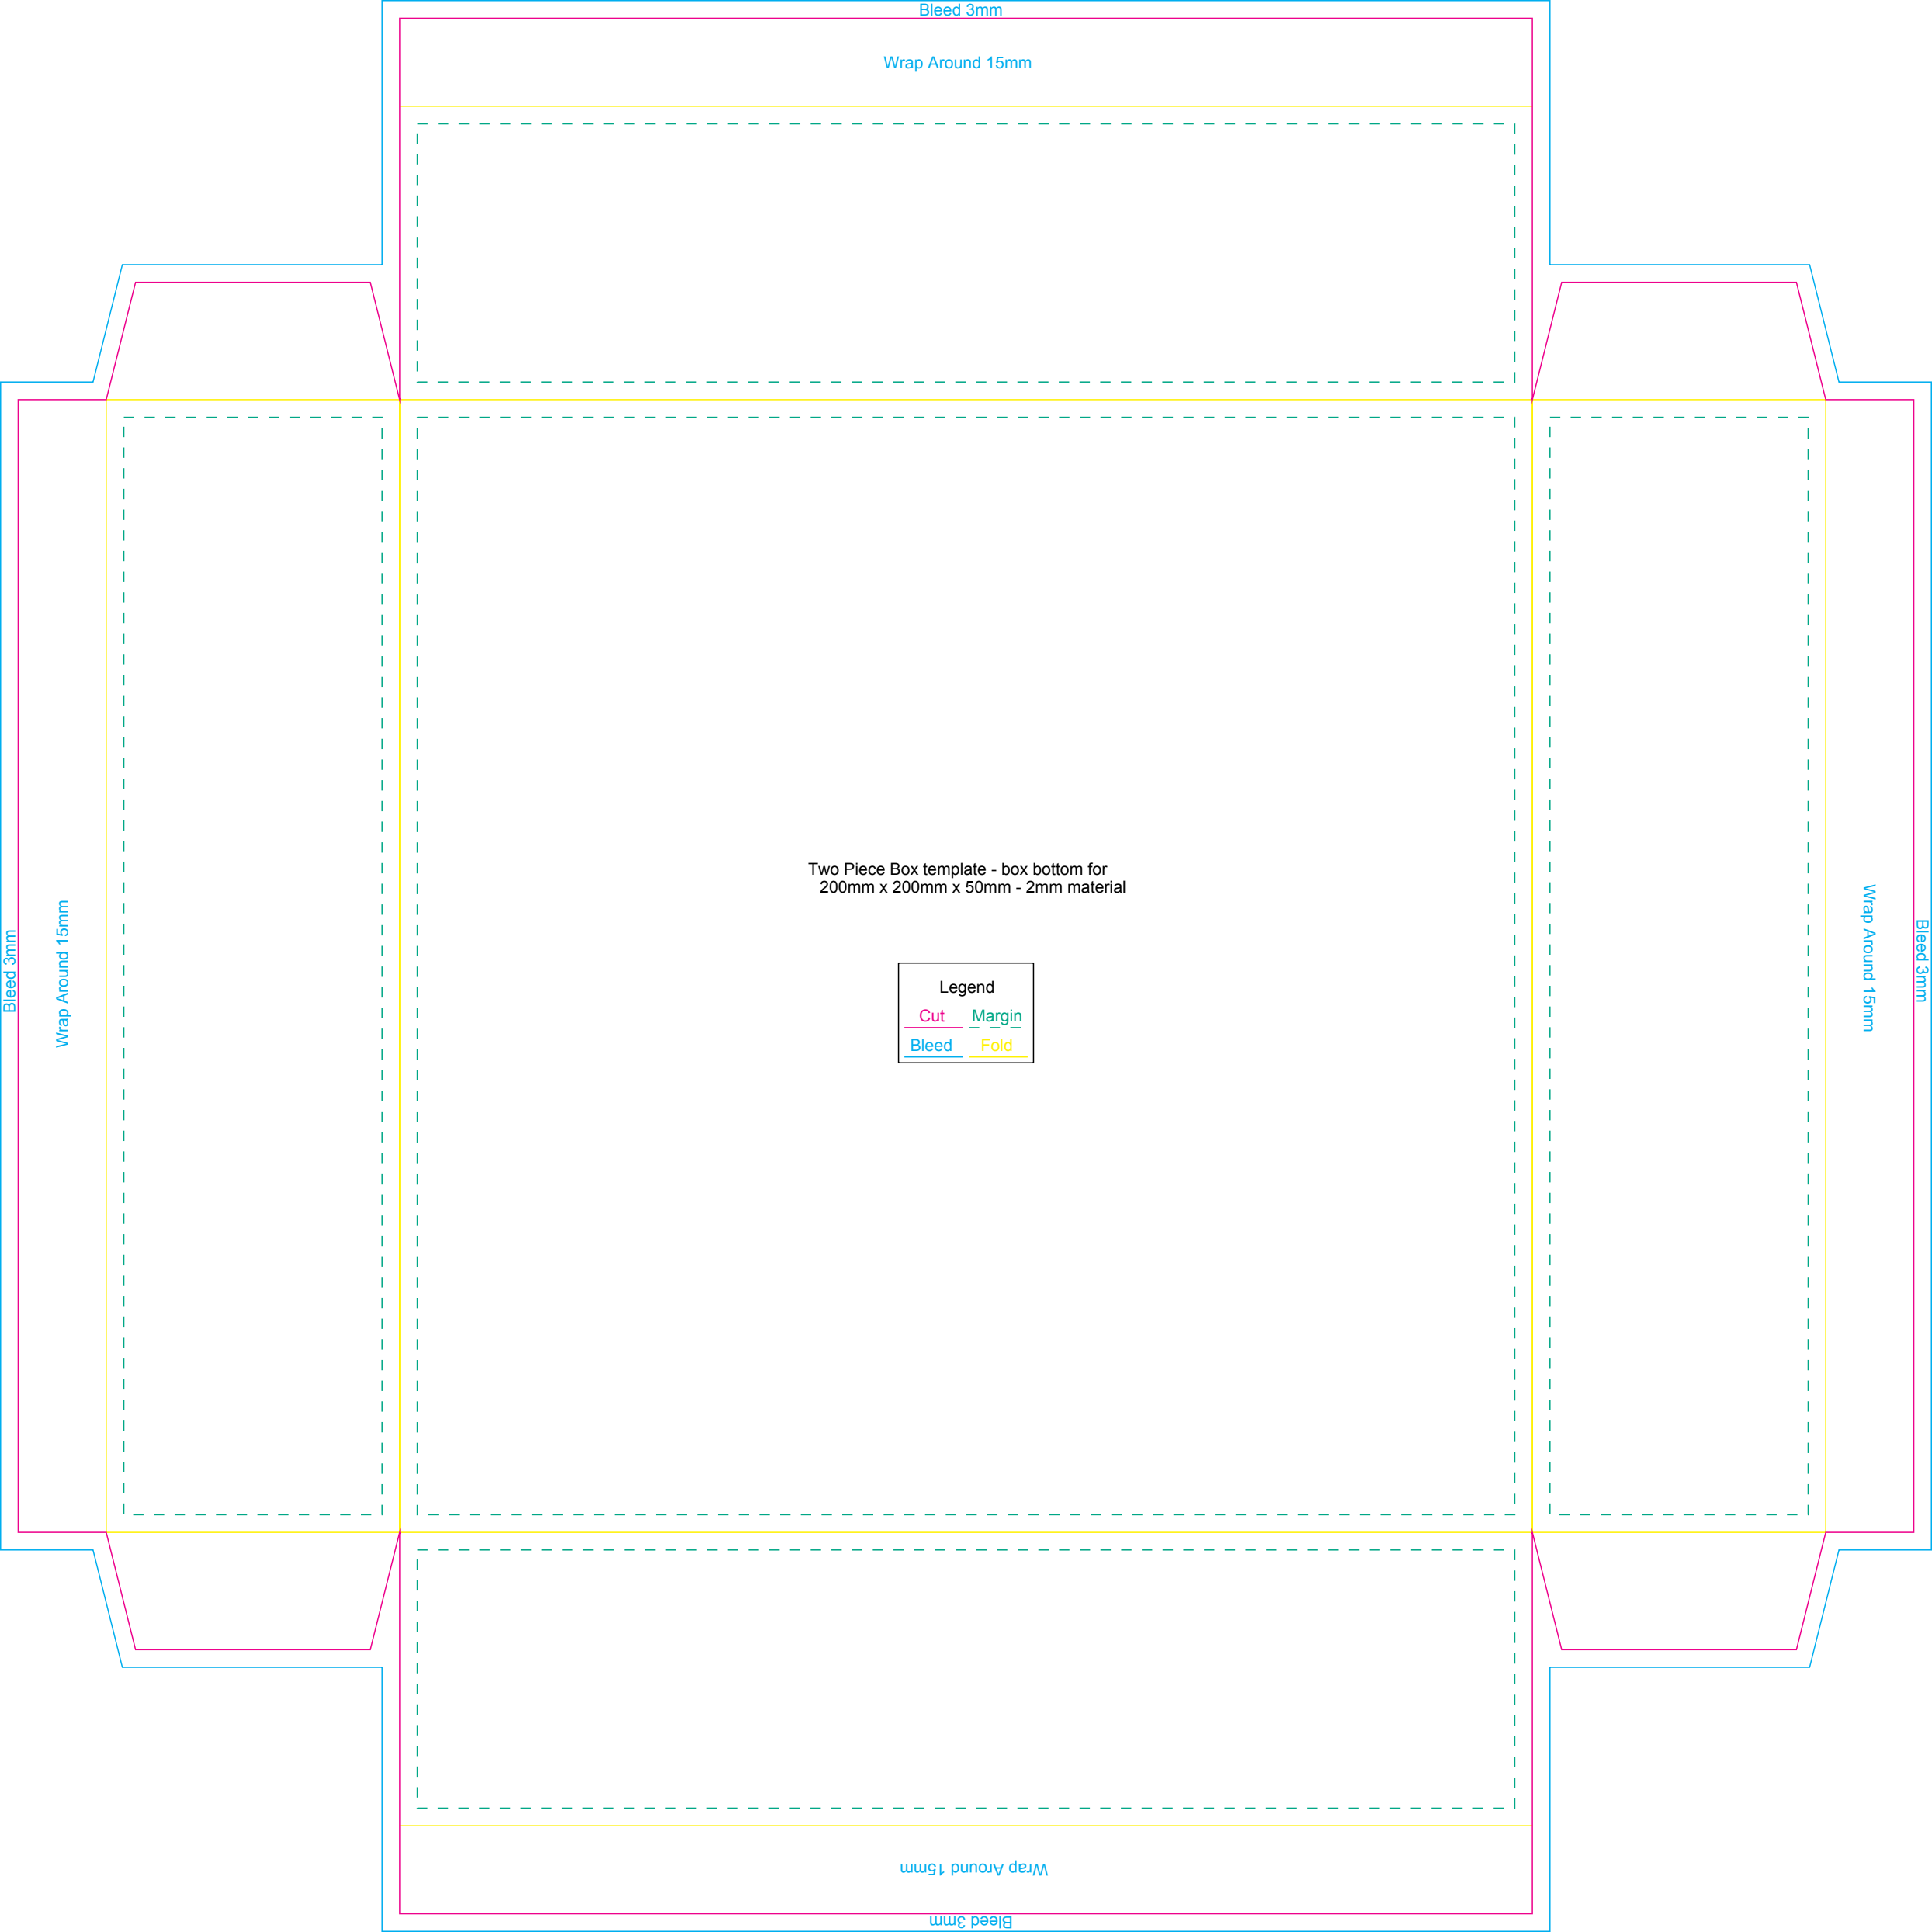 Bleed 3mm
Wrap Around 15mm
Two Piece Box template - box bottom for
200mm x 200mm x 50mm - 2mm material
Bleed 3mm
Wrap Around 15mm
Wrap Around 15mm
Bleed 3mm
Legend
Cut Margin
Bleed Fold
Wrap Around 15mm
Bleed 3mm